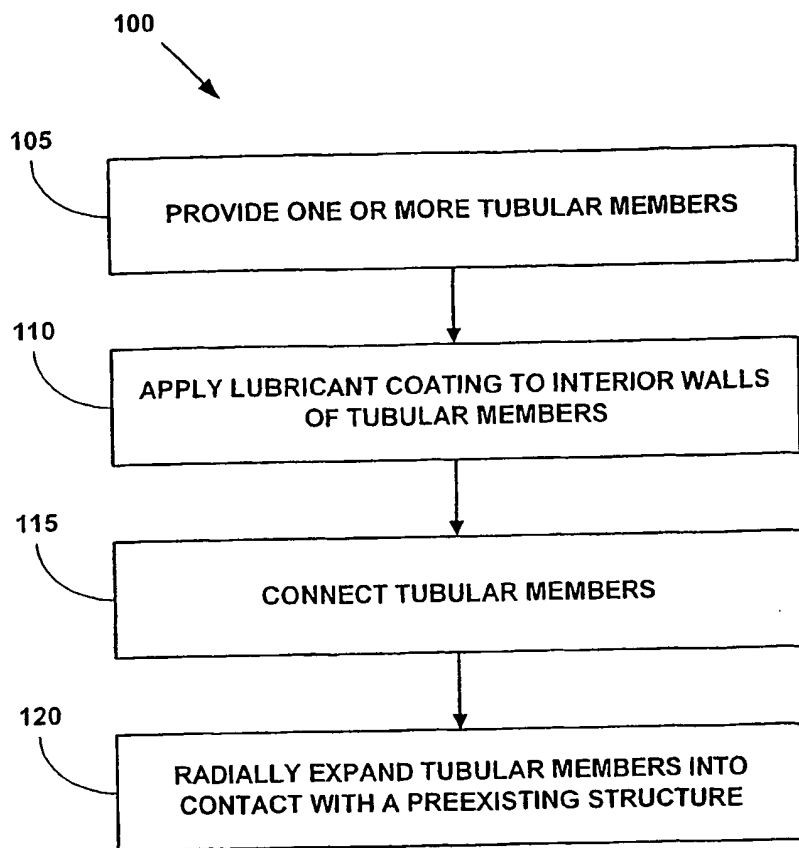 100
105
PROVIDE ONE OR MORE TUBULAR MEMBERS
110
APPLY LUBRICANT COATING TO INTERIOR WALLS
OF TUBULAR MEMBERS
115
CONNECT TUBULAR MEMBERS
120
RADIALLY EXPAND TUBULAR MEMBERS INTO
CONTACT WITH A PREEXISTING STRUCTURE